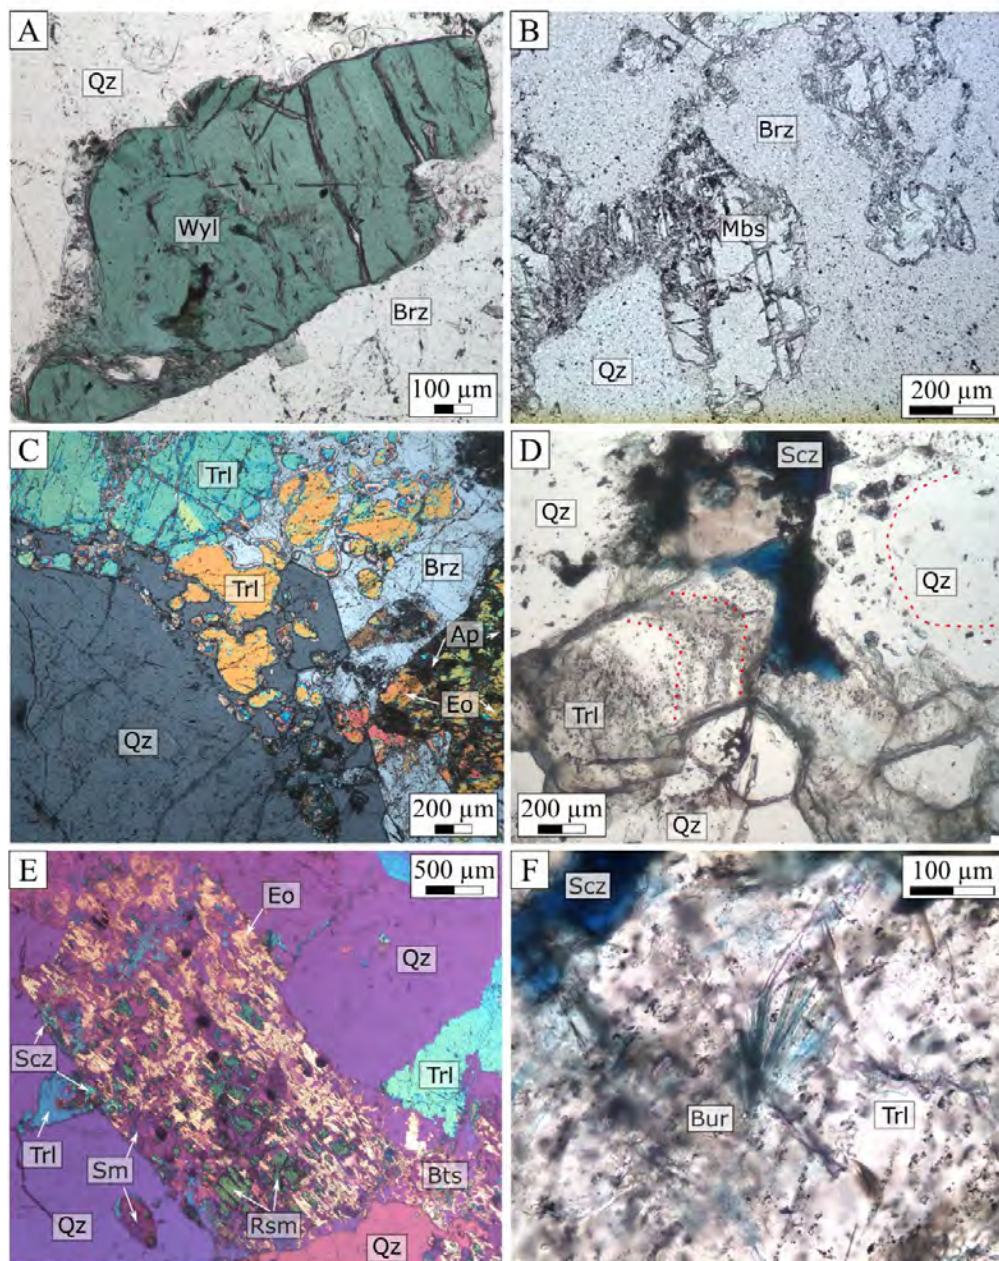 A
Qz
Wyl
Brz
100 µm
B
Brz
Mbs
Qz
200 µm
C
Trl
Trl
Brz
Ap
Eo
Qz
200 µm
D
Scz
Qz
Qz
Trl
Qz
200 µm
E
500 µm
Eo
Qz
Scz
Trl
Trl
Sm
Bts
Qz
Rsm
Qz
F
100 µm
Scz
Bur
Trl